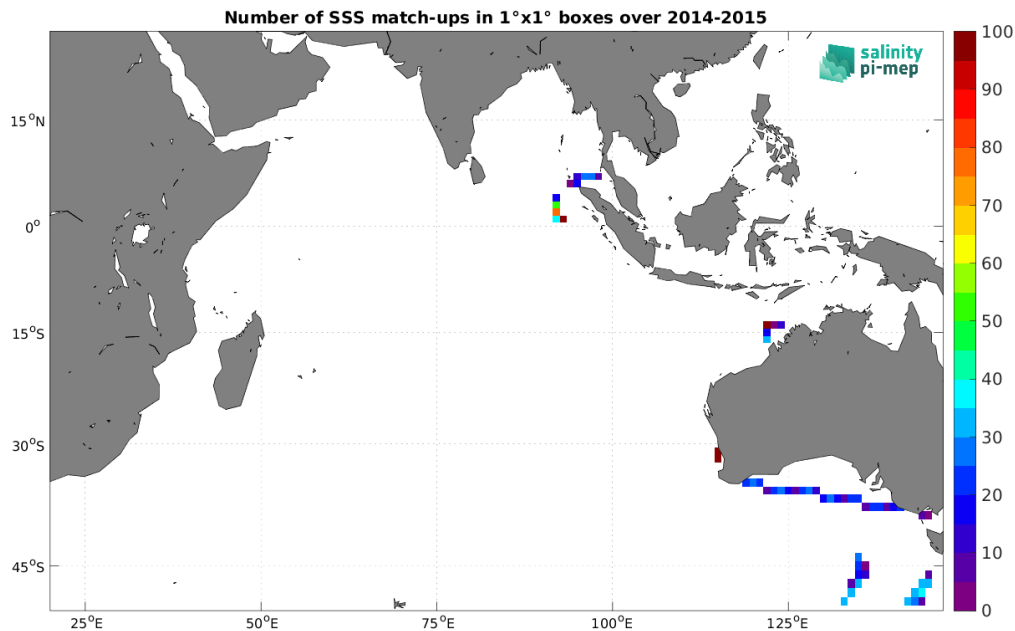 Number of SSS match-ups in 1°x1° boxes over 2014-2015
salinity
pi-mep
15°N
0°
15°S
30°S
45°S
25°E
50°E
75°E
100°E
125°E
100
90
80
70
60
50
40
30
20
10
0